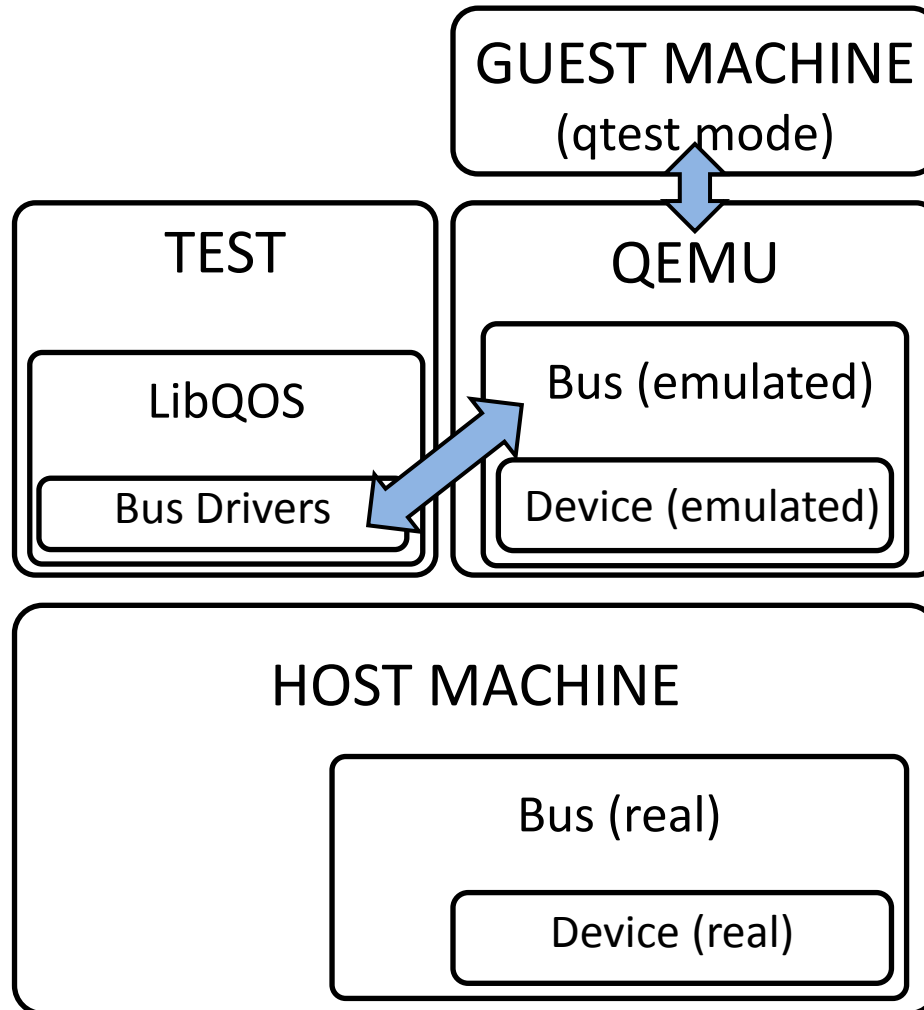 GUEST MACHINE
(qtest mode)
TEST
QEMU
LibQOS
Bus (emulated)
Bus Drivers
Device (emulated)
HOST MACHINE
Bus (real)
Device (real)